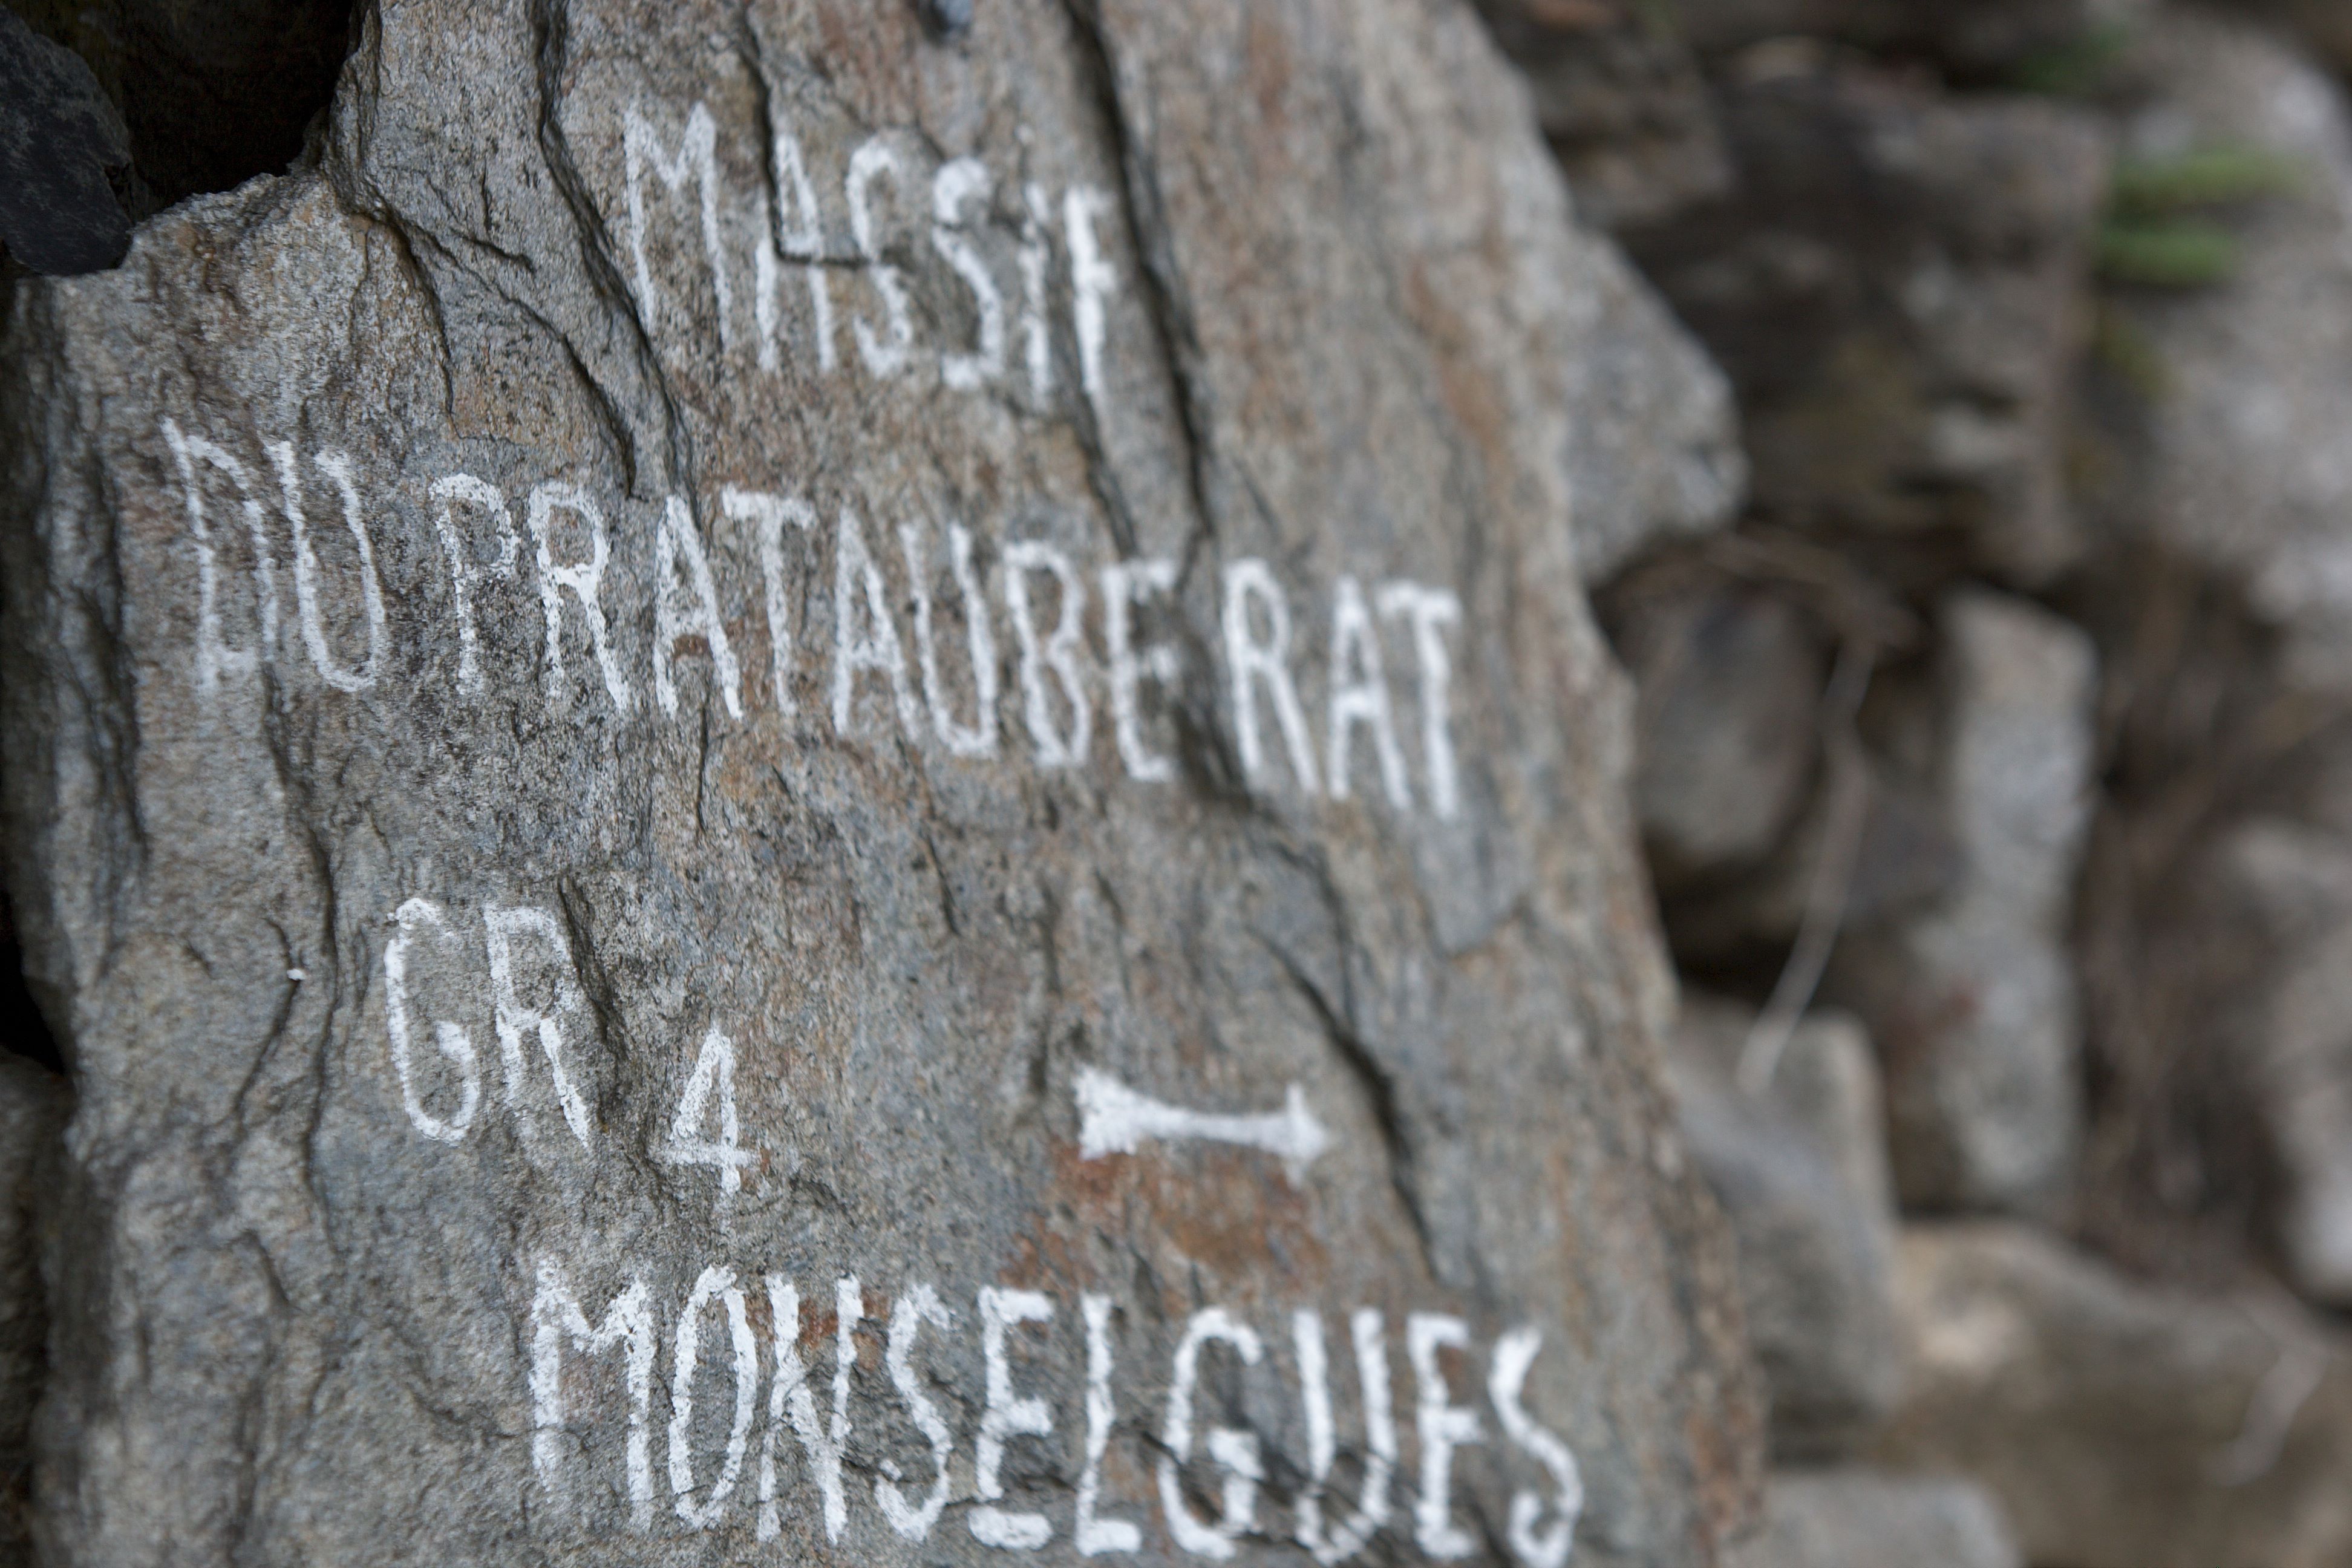 MASSIF
DU PRATAUBERAT
GR 4 →
MONSELGUES